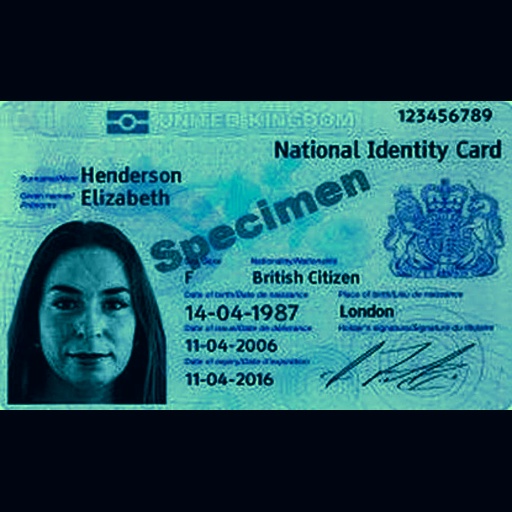 UNITED KINGDOM
123456789
National Identity Card
Surname/Nom Henderson
Given names/
Prénoms Elizabeth
Specimen
Nationality/Nationalité
F British Citizen
Date of birth/Date de naissance Place of birth/Lieu de naissance
14-04-1987 London
Date of issue/Date de délivrance Holder's signature/Signature du titulaire
11-04-2006
Date of expiry/Date d'expiration
11-04-2016